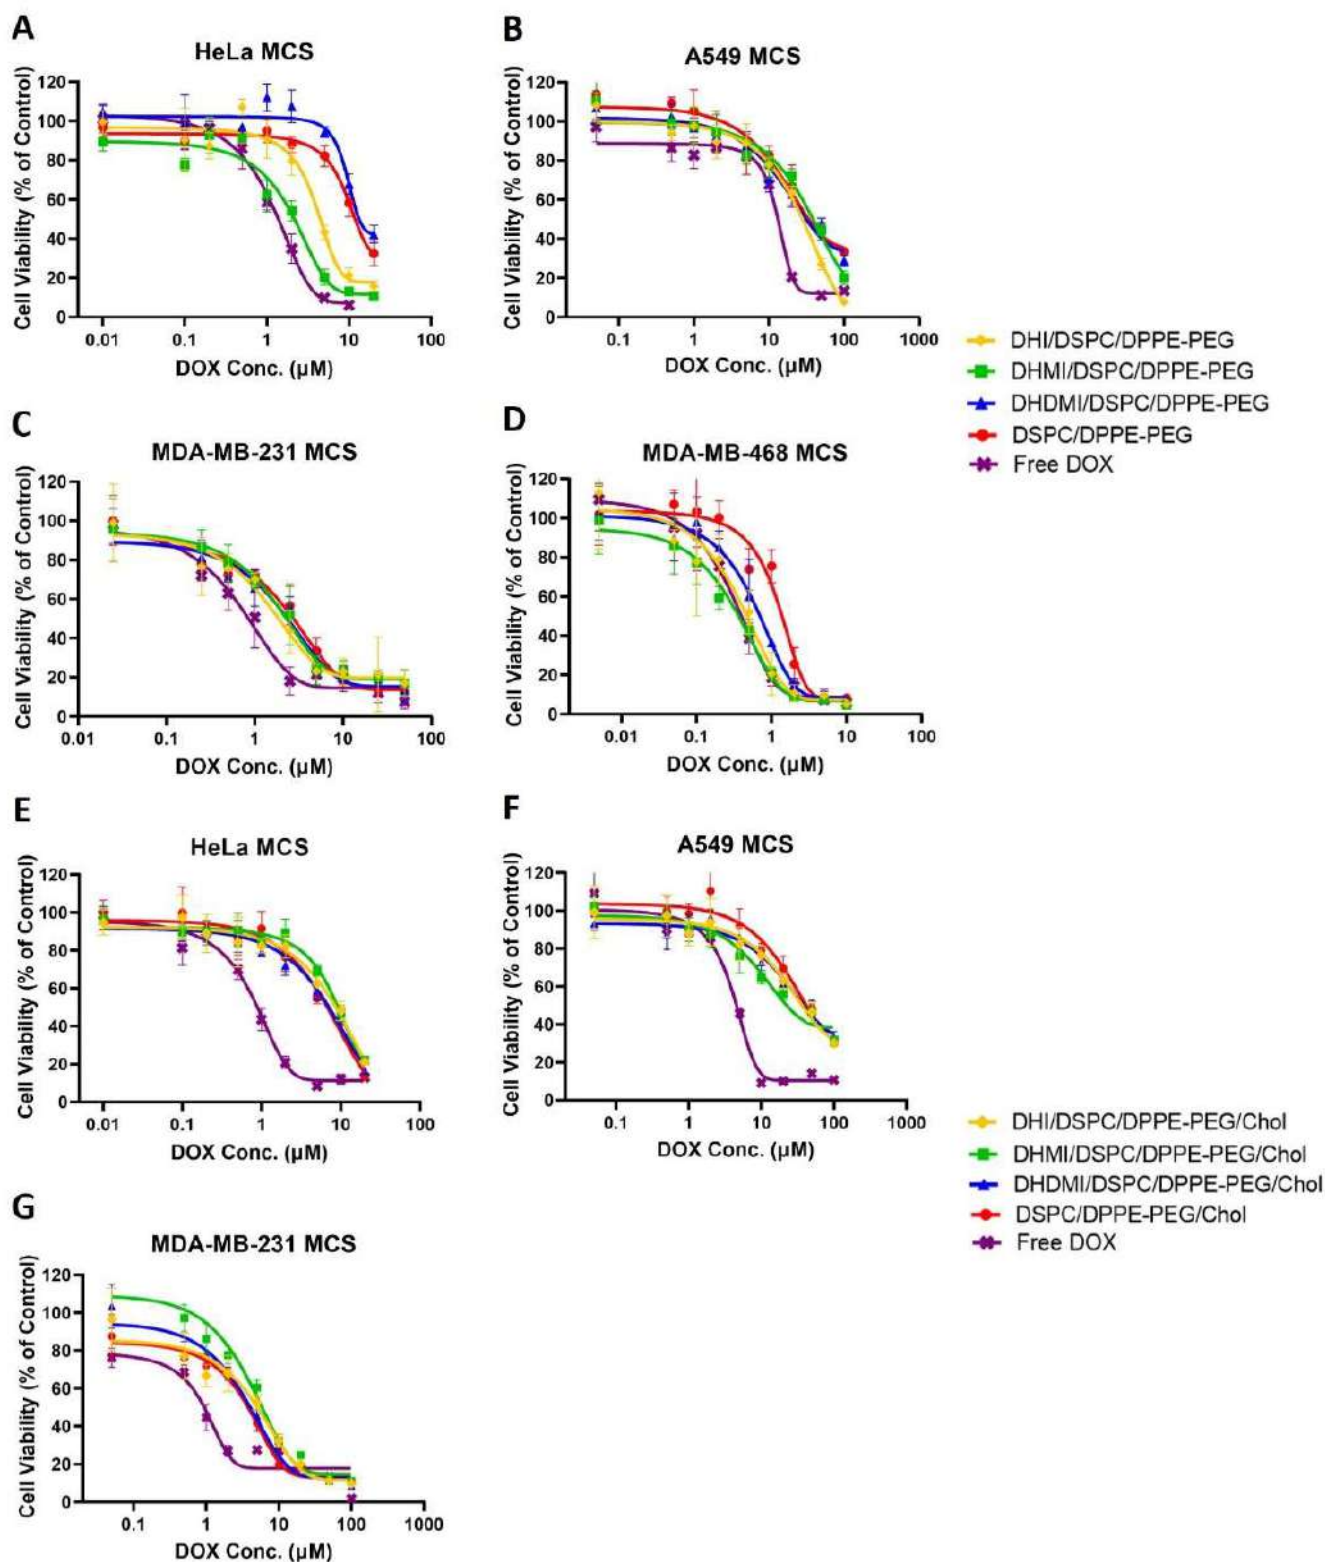 A
HeLa MCS
Cell Viability (% of Control)
120
100
80
60
40
20
0
0.01 0.1 1 10 100
DOX Conc. (µM)
B
A549 MCS
Cell Viability (% of Control)
120
100
80
60
40
20
0
0.1 1 10 100 1000
DOX Conc. (µM)
DHI/DSPC/DPPE-PEG
DHMI/DSPC/DPPE-PEG
DHDMI/DSPC/DPPE-PEG
DSPC/DPPE-PEG
Free DOX
C
MDA-MB-231 MCS
Cell Viability (% of Control)
120
100
80
60
40
20
0
0.01 0.1 1 10 100
DOX Conc. (µM)
D
MDA-MB-468 MCS
Cell Viability (% of Control)
120
100
80
60
40
20
0
0.01 0.1 1 10 100
DOX Conc. (µM)
E
HeLa MCS
Cell Viability (% of Control)
120
100
80
60
40
20
0
0.01 0.1 1 10 100
DOX Conc. (µM)
F
A549 MCS
Cell Viability (% of Control)
120
100
80
60
40
20
0
0.1 1 10 100 1000
DOX Conc. (µM)
DHI/DSPC/DPPE-PEG/Chol
DHMI/DSPC/DPPE-PEG/Chol
DHDMI/DSPC/DPPE-PEG/Chol
DSPC/DPPE-PEG/Chol
Free DOX
G
MDA-MB-231 MCS
Cell Viability (% of Control)
120
100
80
60
40
20
0
0.1 1 10 100 1000
DOX Conc. (µM)